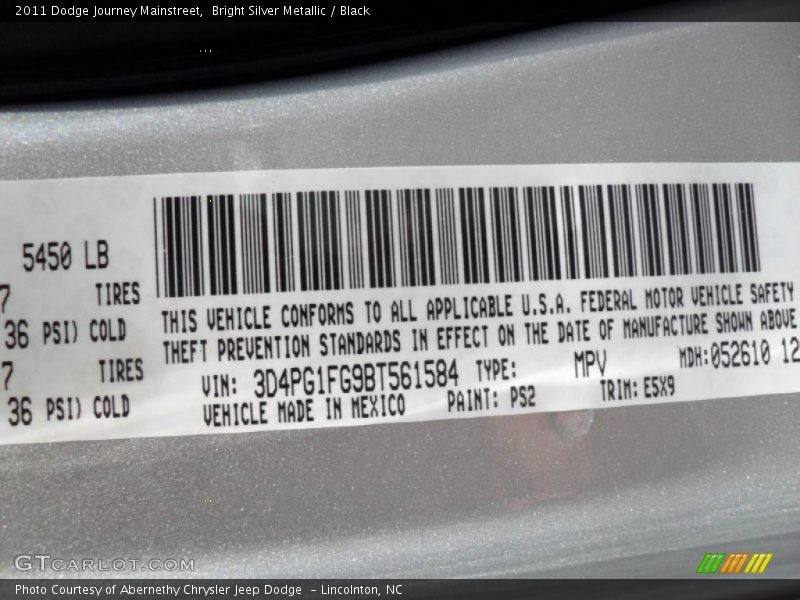 2011 Dodge Journey Mainstreet,  Bright Silver Metallic / Black
5450 LB
7 TIRES
36 PSI) COLD
7 TIRES
36 PSI) COLD
THIS VEHICLE CONFORMS TO ALL APPLICABLE U.S.A. FEDERAL MOTOR VEHICLE SAFETY
THEFT PREVENTION STANDARDS IN EFFECT ON THE DATE OF MANUFACTURE SHOWN ABOVE
VIN: 3D4PG1FG9BT561584 TYPE: MPV MDH:052610 12
VEHICLE MADE IN MEXICO PAINT: PS2 TRIM: E5X9
GTCARLOT.COM
Photo Courtesy of Abernethy Chrysler Jeep Dodge  – Lincolnton, NC